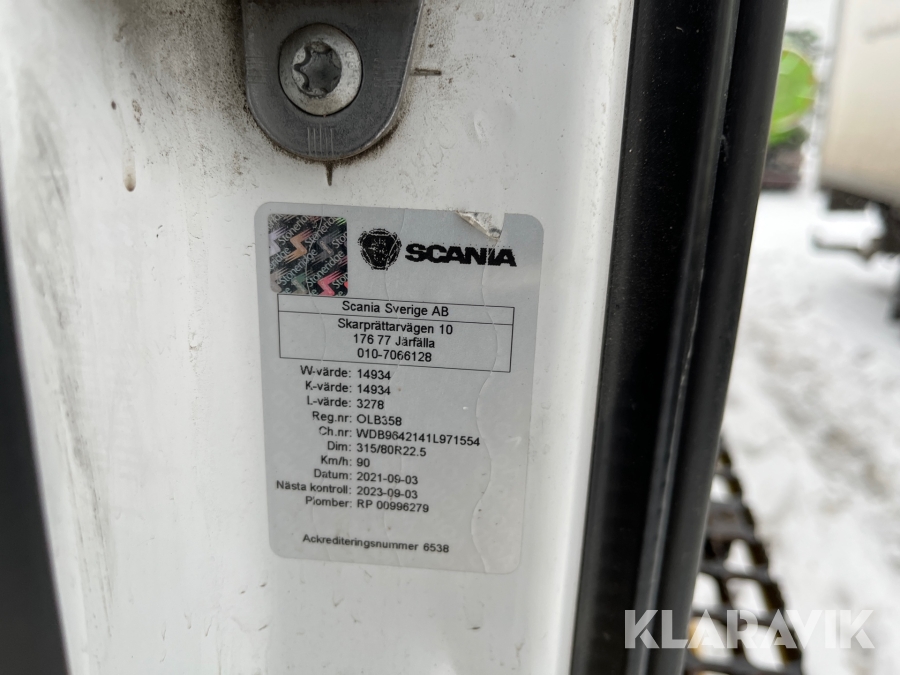 Stoneridge
SCANIA
Scania Sverige AB
Skarprättarvägen 10
176 77 Järfälla
010-7066128
W-värde: 14934
K-värde: 14934
L-värde: 3278
Reg.nr: OLB358
Ch.nr: WDB9642141L971554
Dim: 315/80R22.5
Km/h: 90
Datum: 2021-09-03
Nästa kontroll: 2023-09-03
Plomber: RP 00996279
Ackrediteringsnummer 6538
KLARAVIK